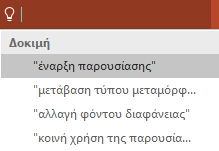 Δοκιμή
"έναρξη παρουσίασης"
"μετάβαση τύπου μεταμόρφ...
"αλλαγή φόντου διαφάνειας"
"κοινή χρήση της παρουσία...